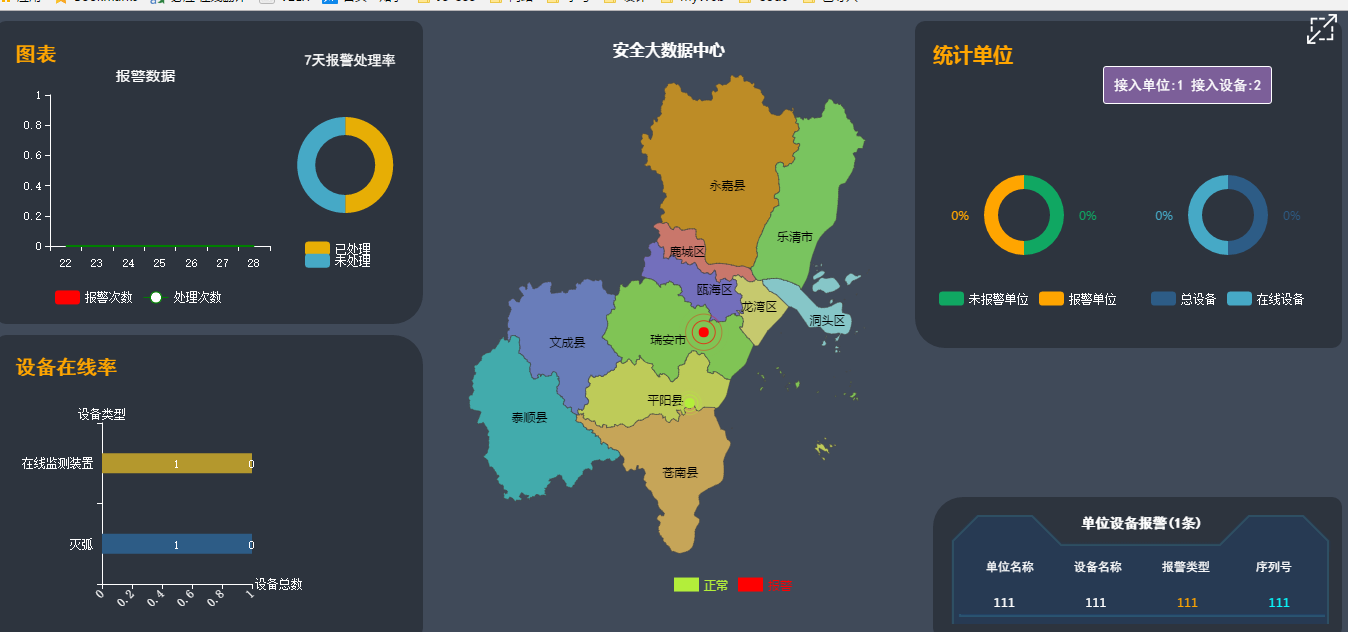 图表
7天报警处理率
报警数据
1
0.8
0.6
0.4
0.2
0
22 23 24 25 26 27 28
报警次数 处理次数
已处理
未处理
设备在线率
设备类型
在线监测装置 1 0
灭弧 1 0
0 0.2 0.4 0.6 0.8 1
设备总数
安全大数据中心
永嘉县
乐清市
鹿城区
瓯海区
龙湾区
洞头区
瑞安市
文成县
平阳县
泰顺县
苍南县
正常
统计单位
接入单位:1 接入设备:2
0% 0% 0% 0%
未报警单位 报警单位 总设备 在线设备
单位设备报警(1条)
单位名称 设备名称 报警类型 序列号
111 111 111 111